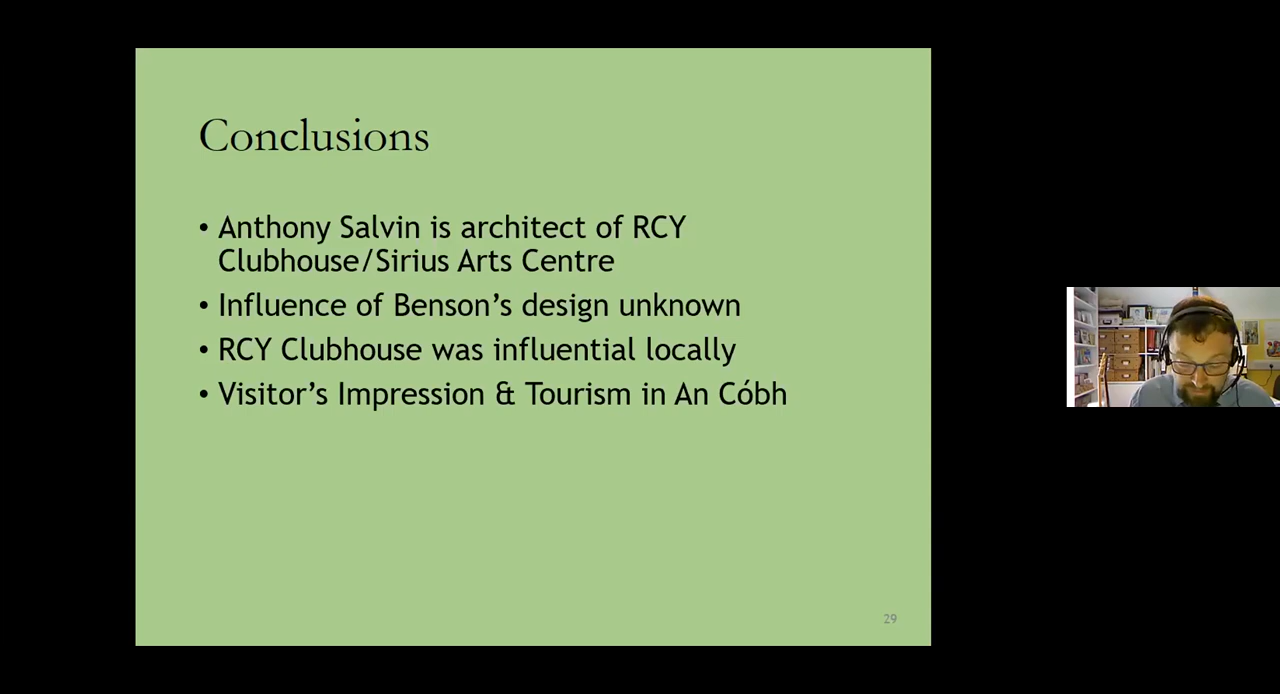 Conclusions
• Anthony Salvin is architect of RCY
Clubhouse/Sirius Arts Centre
• Influence of Benson’s design unknown
• RCY Clubhouse was influential locally
• Visitor’s Impression & Tourism in An Cóbh
29